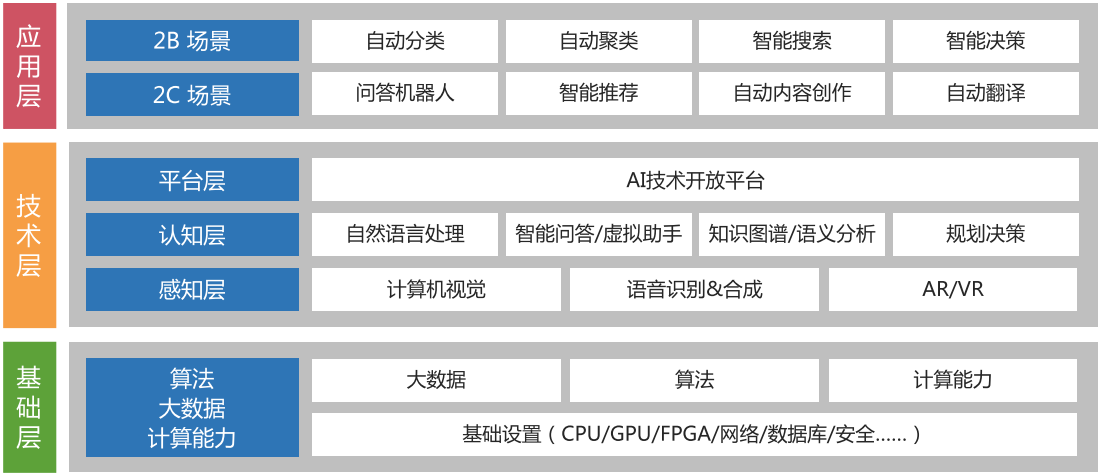 应用层
2B 场景
自动分类
自动聚类
智能搜索
智能决策
2C 场景
问答机器人
智能推荐
自动内容创作
自动翻译
技术层
平台层
AI技术开放平台
认知层
自然语言处理
智能问答/虚拟助手
知识图谱/语义分析
规划决策
感知层
计算机视觉
语音识别&合成
AR/VR
基础层
算法
大数据
计算能力
大数据
算法
计算能力
基础设置（CPU/GPU/FPGA/网络/数据库/安全……）